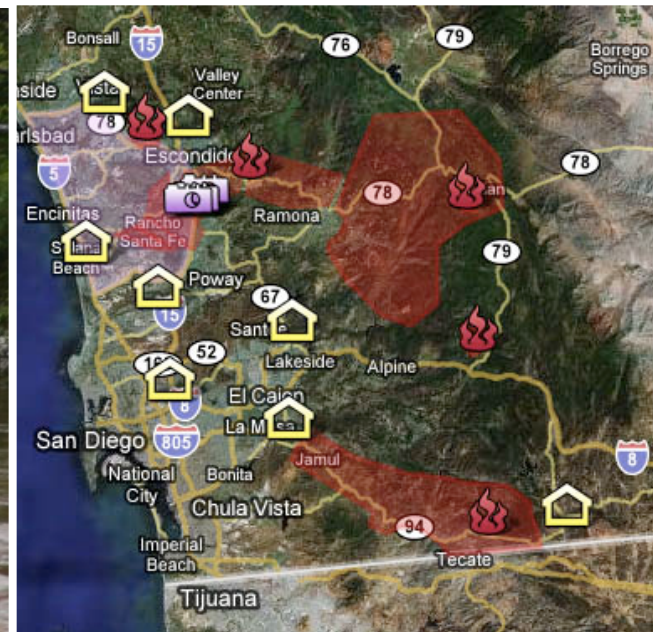 Bonsall
15
76
79
Borrego
Springs
Valley
Center
78
Escondido
5
78
78
Encinitas
Rancho
Santa Fe
Ramona
Beach
79
Poway
15
67
52
Lakeside
Alpine
El Cajon
8
San Diego
805
8
Jamul
National
City
Bonita
Chula Vista
94
Imperial
Beach
Tecate
Tijuana